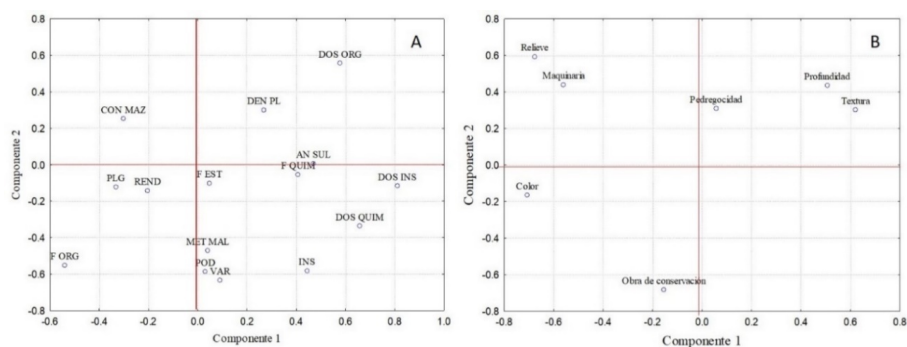 A
Componente 2
0.8
0.6
0.4
0.2
0.0
-0.2
-0.4
-0.6
-0.8
DOS ORG
DEN PL
CON MAZ
AN SUL
F QUIM
PLG
REND
F EST
DOS INS
DOS QUIM
MET MAL
F ORG
POD
VAR
INS
-0.6 -0.4 -0.2 0.0 0.2 0.4 0.6 0.8 1.0
Componente 1
B
Componente 2
0.8
0.6
0.4
0.2
0.0
-0.2
-0.4
-0.6
-0.8
Relieve
Maquinaria
Profundidad
Pedregocidad
Textura
Color
Obra de conservación
-0.8 -0.6 -0.4 -0.2 0.0 0.2 0.4 0.6 0.8
Componente 1